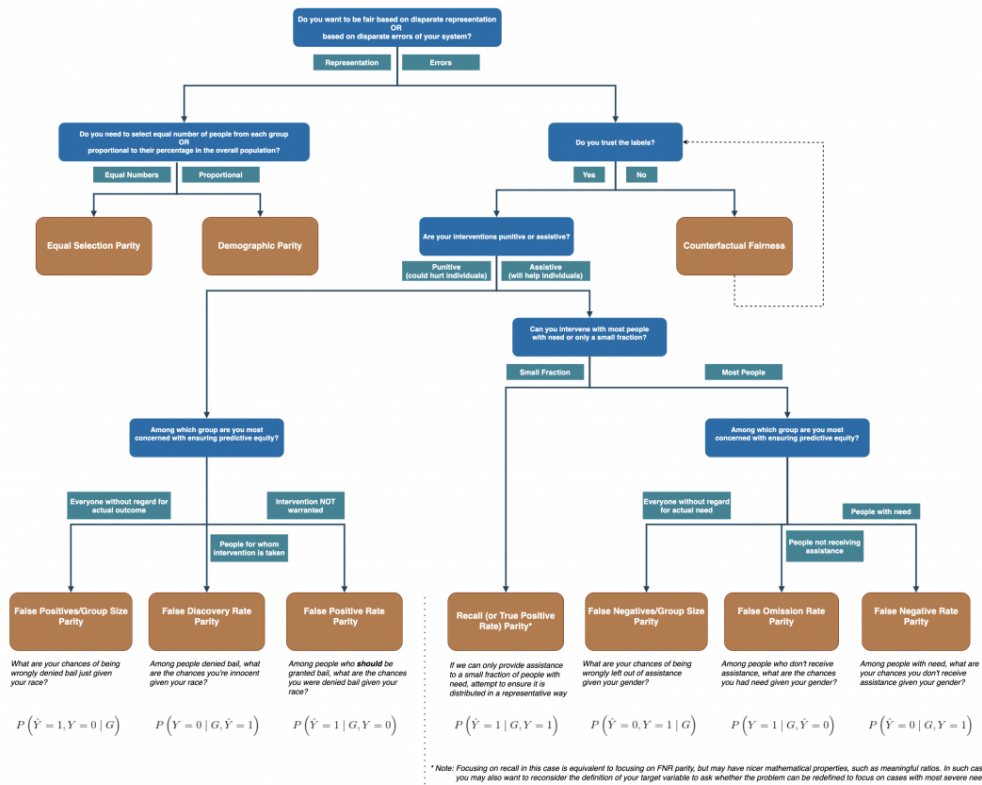 Do you want to be fair based on disparate representation
OR
based on disparate errors of your system?
Representation
Errors
Do you need to select equal number of people from each group
OR
proportional to their percentage in the overall population?
Do you trust the labels?
Equal Numbers
Proportional
Yes
No
Equal Selection Parity
Demographic Parity
Are your interventions punitive or assistive?
Counterfactual Fairness
Punitive
(could hurt individuals)
Assistive
(will help individuals)
Can you intervene with most people
with need or only a small fraction?
Small Fraction
Most People
Among which group are you most
concerned with ensuring predictive equity?
Among which group are you most
concerned with ensuring predictive equity?
Everyone without regard for
actual outcome
Intervention NOT
warranted
People for whom
intervention is taken
Everyone without regard
for actual need
People with need
People not receiving
assistance
False Positives/Group Size
Parity
False Discovery Rate
Parity
False Positive Rate
Parity
Recall (or True Positive
Rate) Parity*
False Negatives/Group Size
Parity
False Omission Rate
Parity
False Negative Rate
Parity
What are your chances of being
wrongly denied bail just given
your race?
Among people denied bail, what
are the chances you're innocent
given your race?
Among people who should be
granted bail, what are the chances
you were denied bail given your
race?
If we can only provide assistance
to a small fraction of people with
need, attempt to ensure it is
distributed in a representative way
What are your chances of being
wrongly left out of assistance
given your gender?
Among people who don't receive
assistance, what are the chances
you had need given your gender?
Among people with need, what are
your chances you don't receive
assistance given your gender?
P(Ŷ = 1, Y = 0 | G)
P(Y = 0 | G, Ŷ = 1)
P(Ŷ = 1 | G, Y = 0)
P(Ŷ = 1 | G, Y = 1)
P(Ŷ = 0, Y = 1 | G)
P(Y = 1 | G, Ŷ = 0)
P(Ŷ = 0 | G, Y = 1)
* Note: Focusing on recall in this case is equivalent to focusing on FNR parity, but may have nicer mathematical properties, such as meaningful ratios. In such cas
you may also want to reconsider the definition of your target variable to ask whether the problem can be redefined to focus on cases with most severe nee